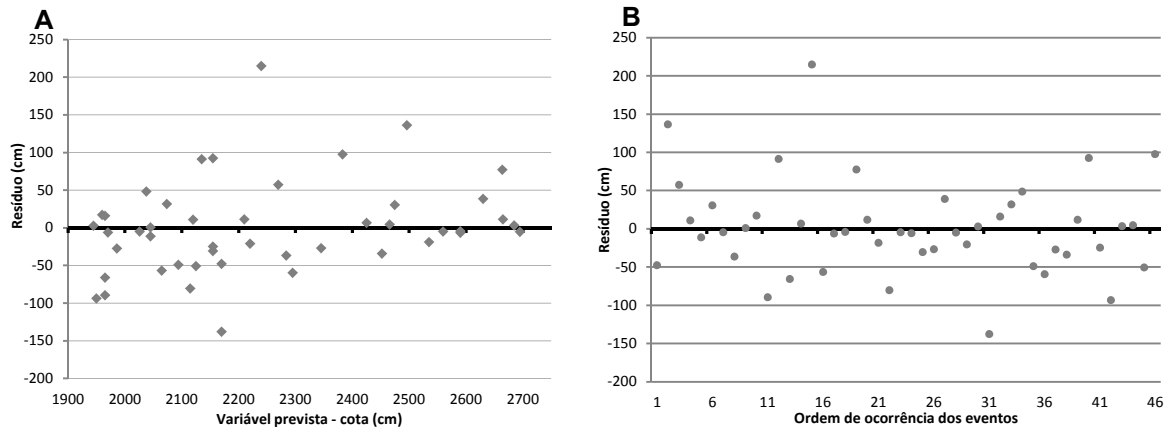 A
B
250
200
150
100
50
0
-50
-100
-150
-200
Resíduo (cm)
1900 2000 2100 2200 2300 2400 2500 2600 2700
Variável prevista - cota (cm)
250
200
150
100
50
0
-50
-100
-150
-200
Resíduo (cm)
1 6 11 16 21 26 31 36 41 46
Ordem de ocorrência dos eventos